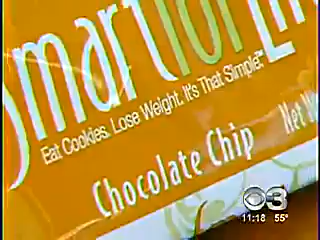 Smart for Li
Eat Cookies. Lose Weight. It's That Simple.™
Chocolate Chip
Net W
3
11:18 55°